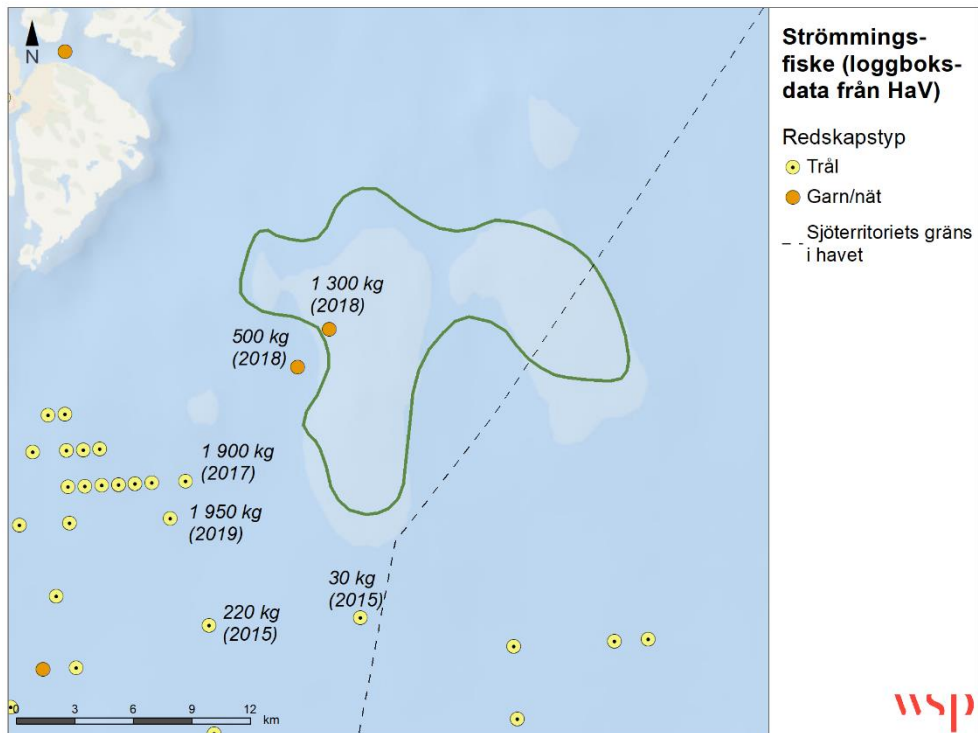 N
1 300 kg
(2018)
500 kg
(2018)
1 900 kg
(2017)
1 950 kg
(2019)
30 kg
(2015)
220 kg
(2015)
0 3 6 9 12
km
Strömmings-
fiske (loggboks-
data från HaV)
Redskapstyp
Trål
Garn/nät
Sjöterritoriets gräns
i havet
wsp